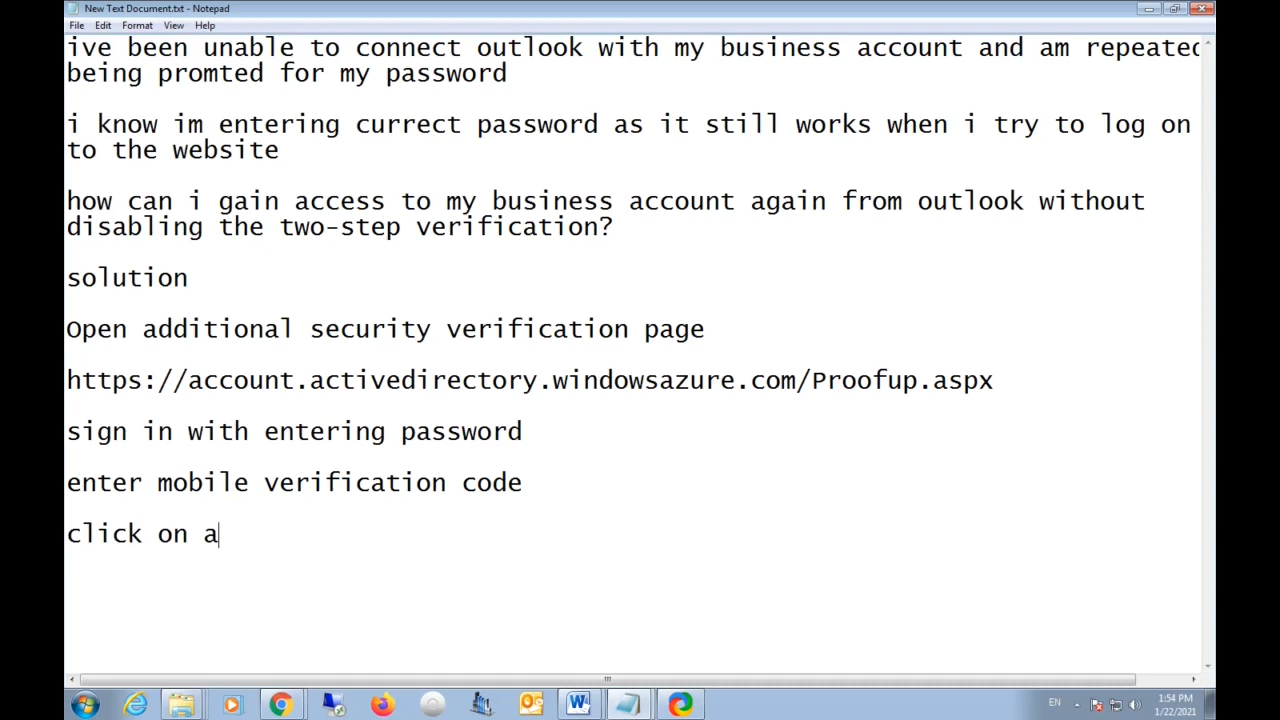 New Text Document.txt - Notepad
File Edit Format View Help
ive been unable to connect outlook with my business account and am repeated
being promted for my password
i know im entering currect password as it still works when i try to log on
to the website
how can i gain access to my business account again from outlook without
disabling the two-step verification?
solution
Open additional security verification page
https://account.activedirectory.windowsazure.com/Proofup.aspx
sign in with entering password
enter mobile verification code
click on a
EN
1:54 PM
1/22/2021